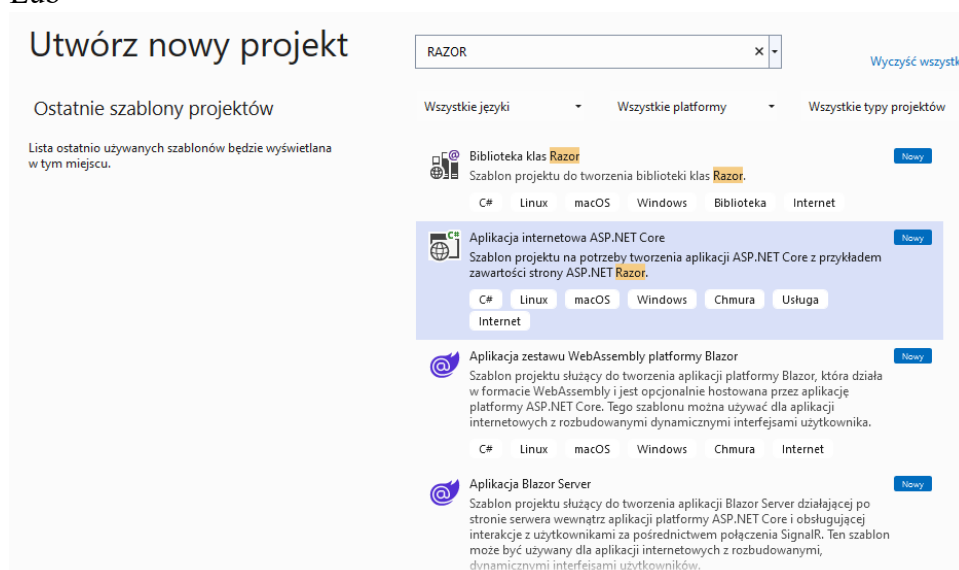 Utwórz nowy projekt
RAZOR
Wyczyść
Ostatnie szablony projektów
Lista ostatnio używanych szablonów będzie wyświetlana
w tym miejscu.
Wszystkie języki
Wszystkie platformy
Wszystkie typy projektów
Biblioteka klas Razor
Nowy
Szablon projektu do tworzenia biblioteki klas Razor.
C# Linux macOS Windows Biblioteka Internet
Aplikacja internetowa ASP.NET Core
Nowy
Szablon projektu na potrzeby tworzenia aplikacji ASP.NET Core z przykładem
zawartości strony ASP.NET Razor.
C# Linux macOS Windows Chmura Usługa
Internet
Aplikacja zestawu WebAssembly platformy Blazor
Nowy
Szablon projektu służący do tworzenia aplikacji platformy Blazor, która działa
w formacie WebAssembly i jest opcjonalnie hostowana przez aplikację
platformy ASP.NET Core. Tego szablonu można używać dla aplikacji
internetowych z rozbudowanymi dynamicznymi interfejsami użytkownika.
C# Linux macOS Windows Chmura Internet
Aplikacja Blazor Server
Nowy
Szablon projektu służący do tworzenia aplikacji Blazor Server działającej po
stronie serwera wewnątrz aplikacji platformy ASP.NET Core i obsługującej
interakcje z użytkownikami za pośrednictwem połączenia SignalR. Ten szablon
może być używany dla aplikacji internetowych z rozbudowanymi,
dynamicznymi interfejsami użytkowników.